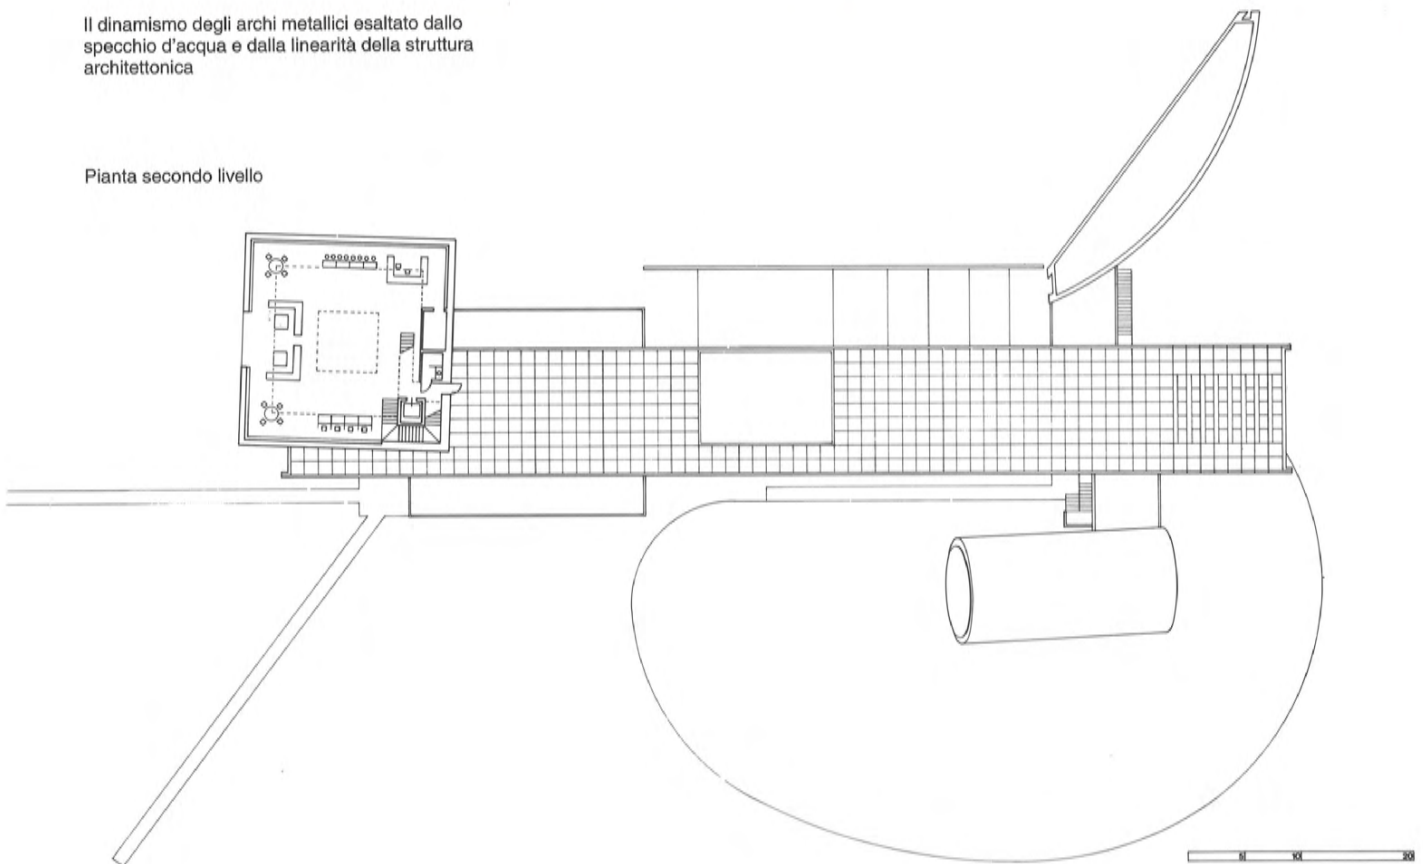 Il dinamismo degli archi metallici esaltato dallo
specchio d'acqua e dalla linearità della struttura
architettonica
Pianta secondo livello
5 10 20